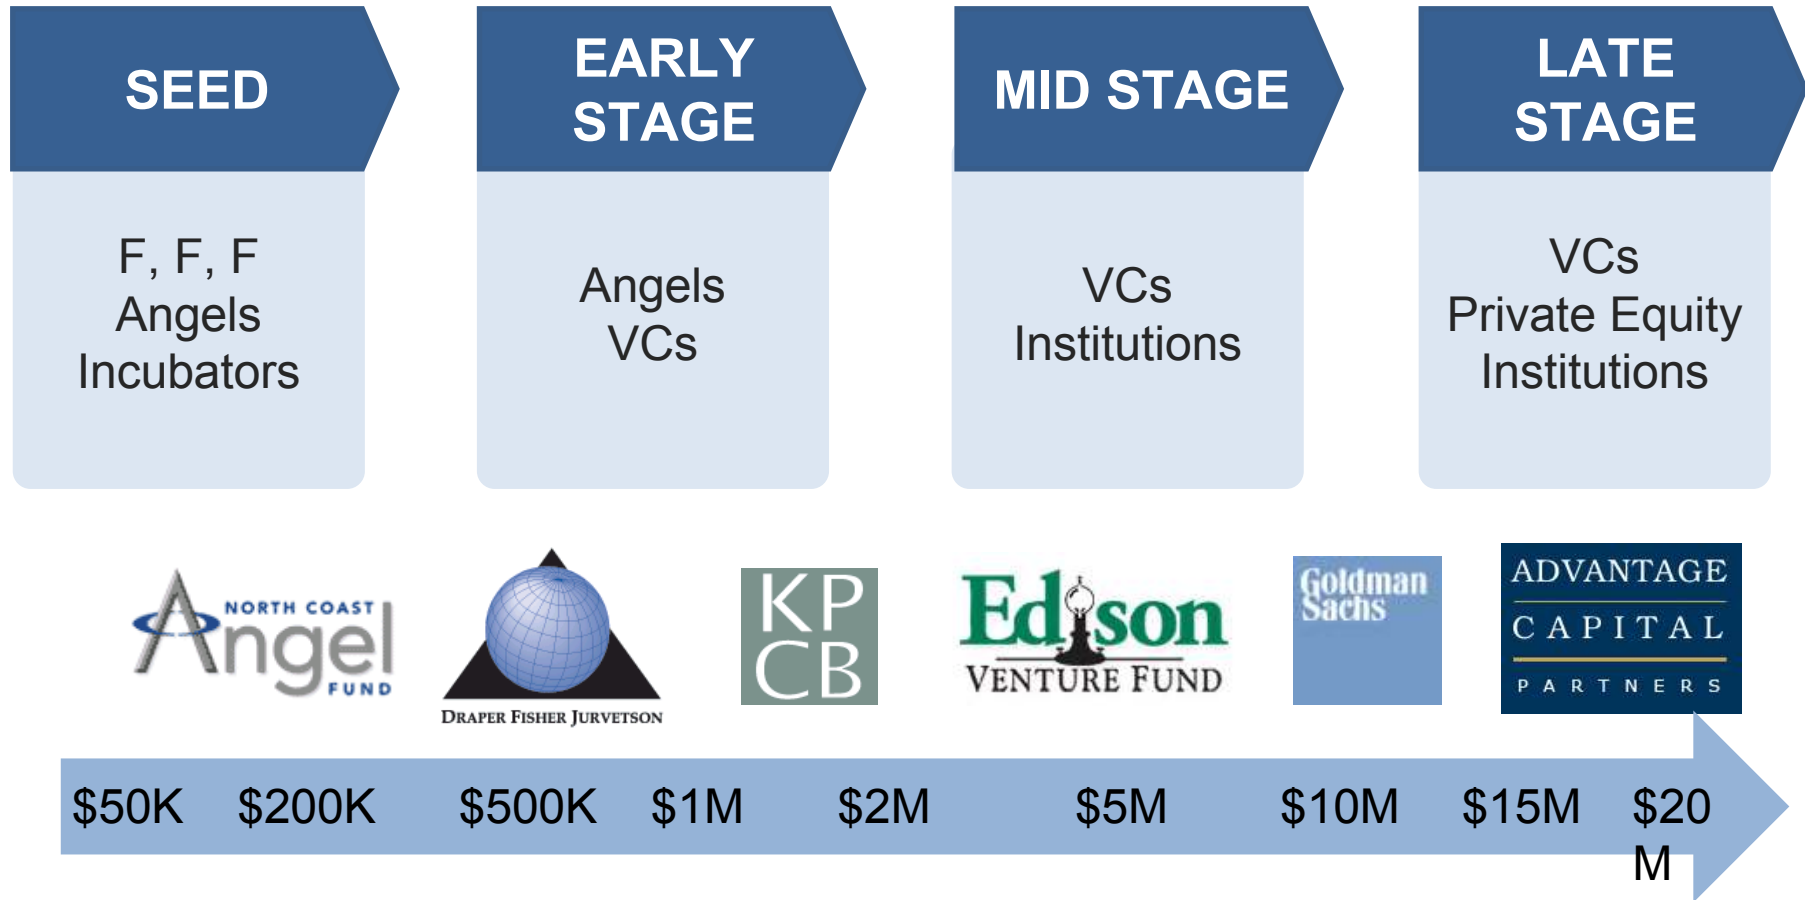 SEED
EARLY
STAGE
MID STAGE
LATE
STAGE
F, F, F
Angels
Incubators
Angels
VCs
VCs
Institutions
VCs
Private Equity
Institutions
NORTH COAST
Angel
FUND
DRAPER FISHER JURVETSON
KP
CB
Edison
VENTURE FUND
Goldman
Sachs
ADVANTAGE
CAPITAL
PARTNERS
$50K $200K $500K $1M $2M $5M $10M $15M $20
M